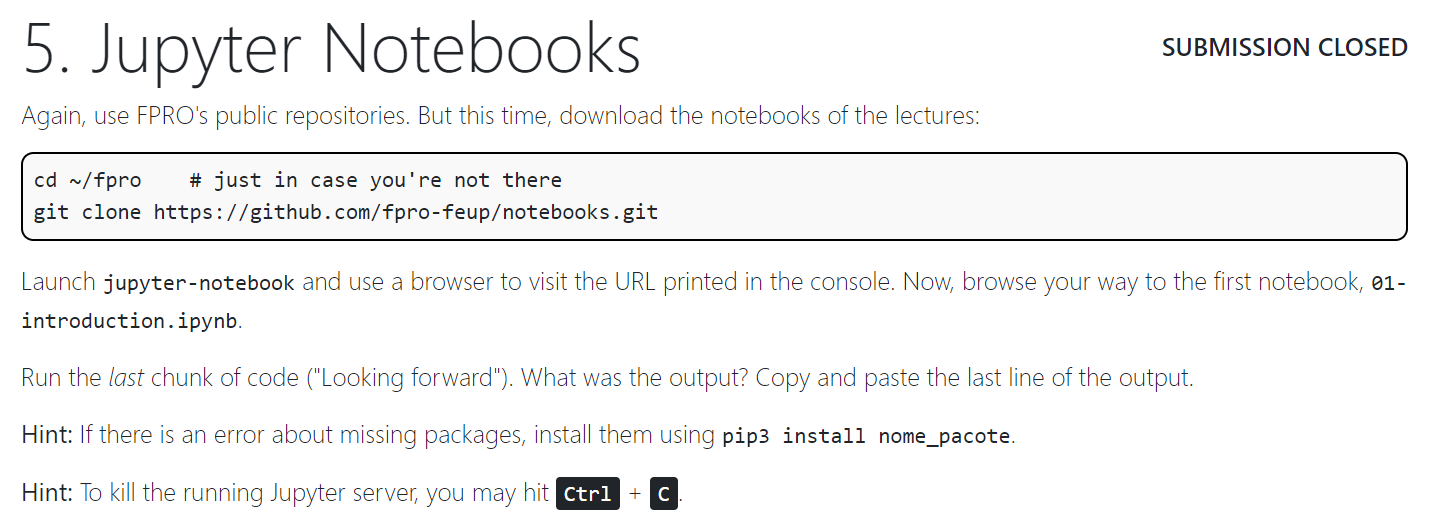 5. Jupyter Notebooks
SUBMISSION CLOSED
Again, use FPRO's public repositories. But this time, download the notebooks of the lectures:
cd ~/fpro    # just in case you're not there
git clone https://github.com/fpro-feup/notebooks.git
Launch jupyter-notebook and use a browser to visit the URL printed in the console. Now, browse your way to the first notebook, 01-
introduction.ipynb.
Run the last chunk of code ("Looking forward"). What was the output? Copy and paste the last line of the output.
Hint: If there is an error about missing packages, install them using pip3 install nome_pacote.
Hint: To kill the running Jupyter server, you may hit Ctrl + C.